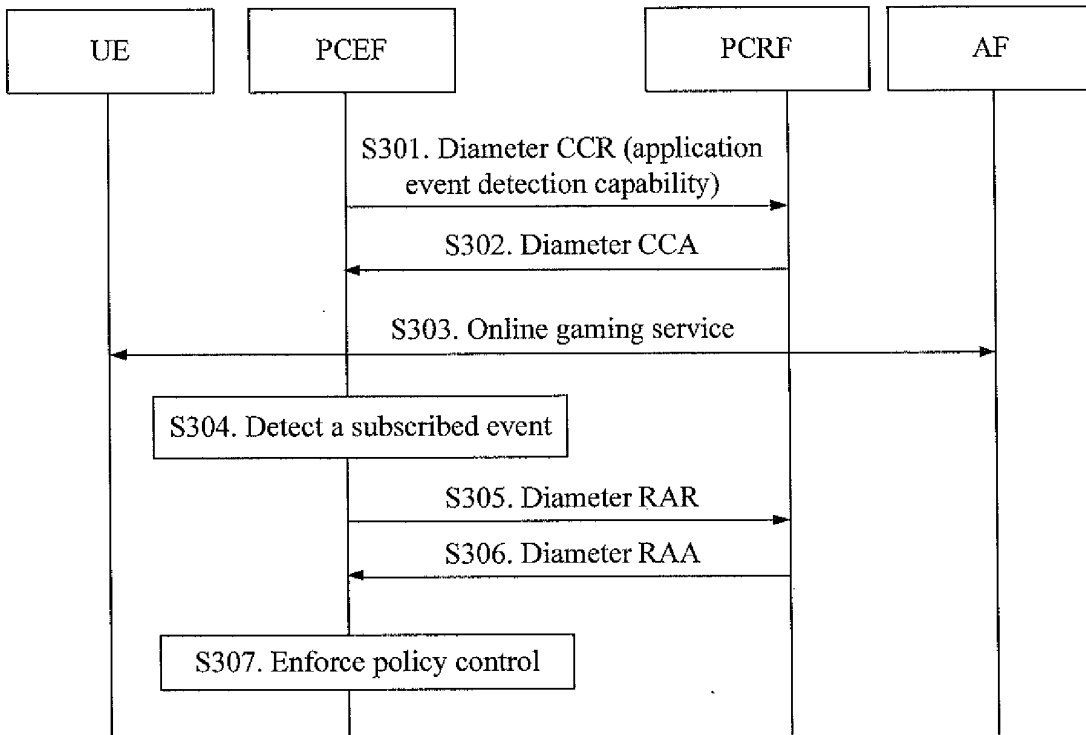 UE
PCEF
PCRF
AF
S301. Diameter CCR (application
event detection capability)
S302. Diameter CCA
S303. Online gaming service
S304. Detect a subscribed event
S305. Diameter RAR
S306. Diameter RAA
S307. Enforce policy control